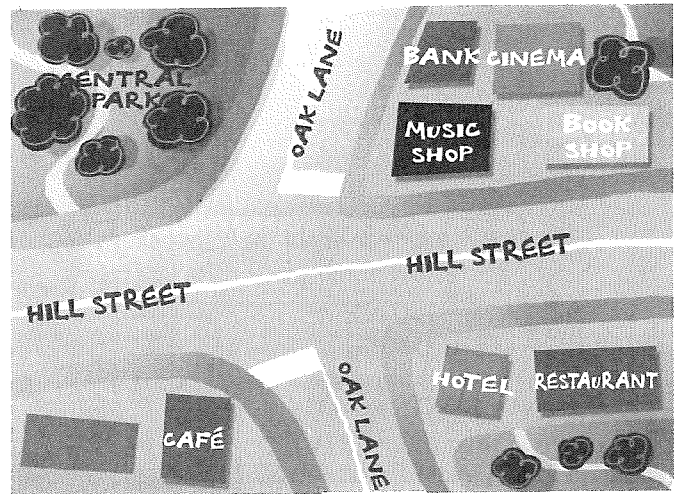 CENTRAL
PARK
OAK LANE
BANK
CINEMA
MUSIC
SHOP
BOOK
SHOP
HILL STREET
HILL STREET
OAK LANE
HOTEL
RESTAURANT
CAFÉ